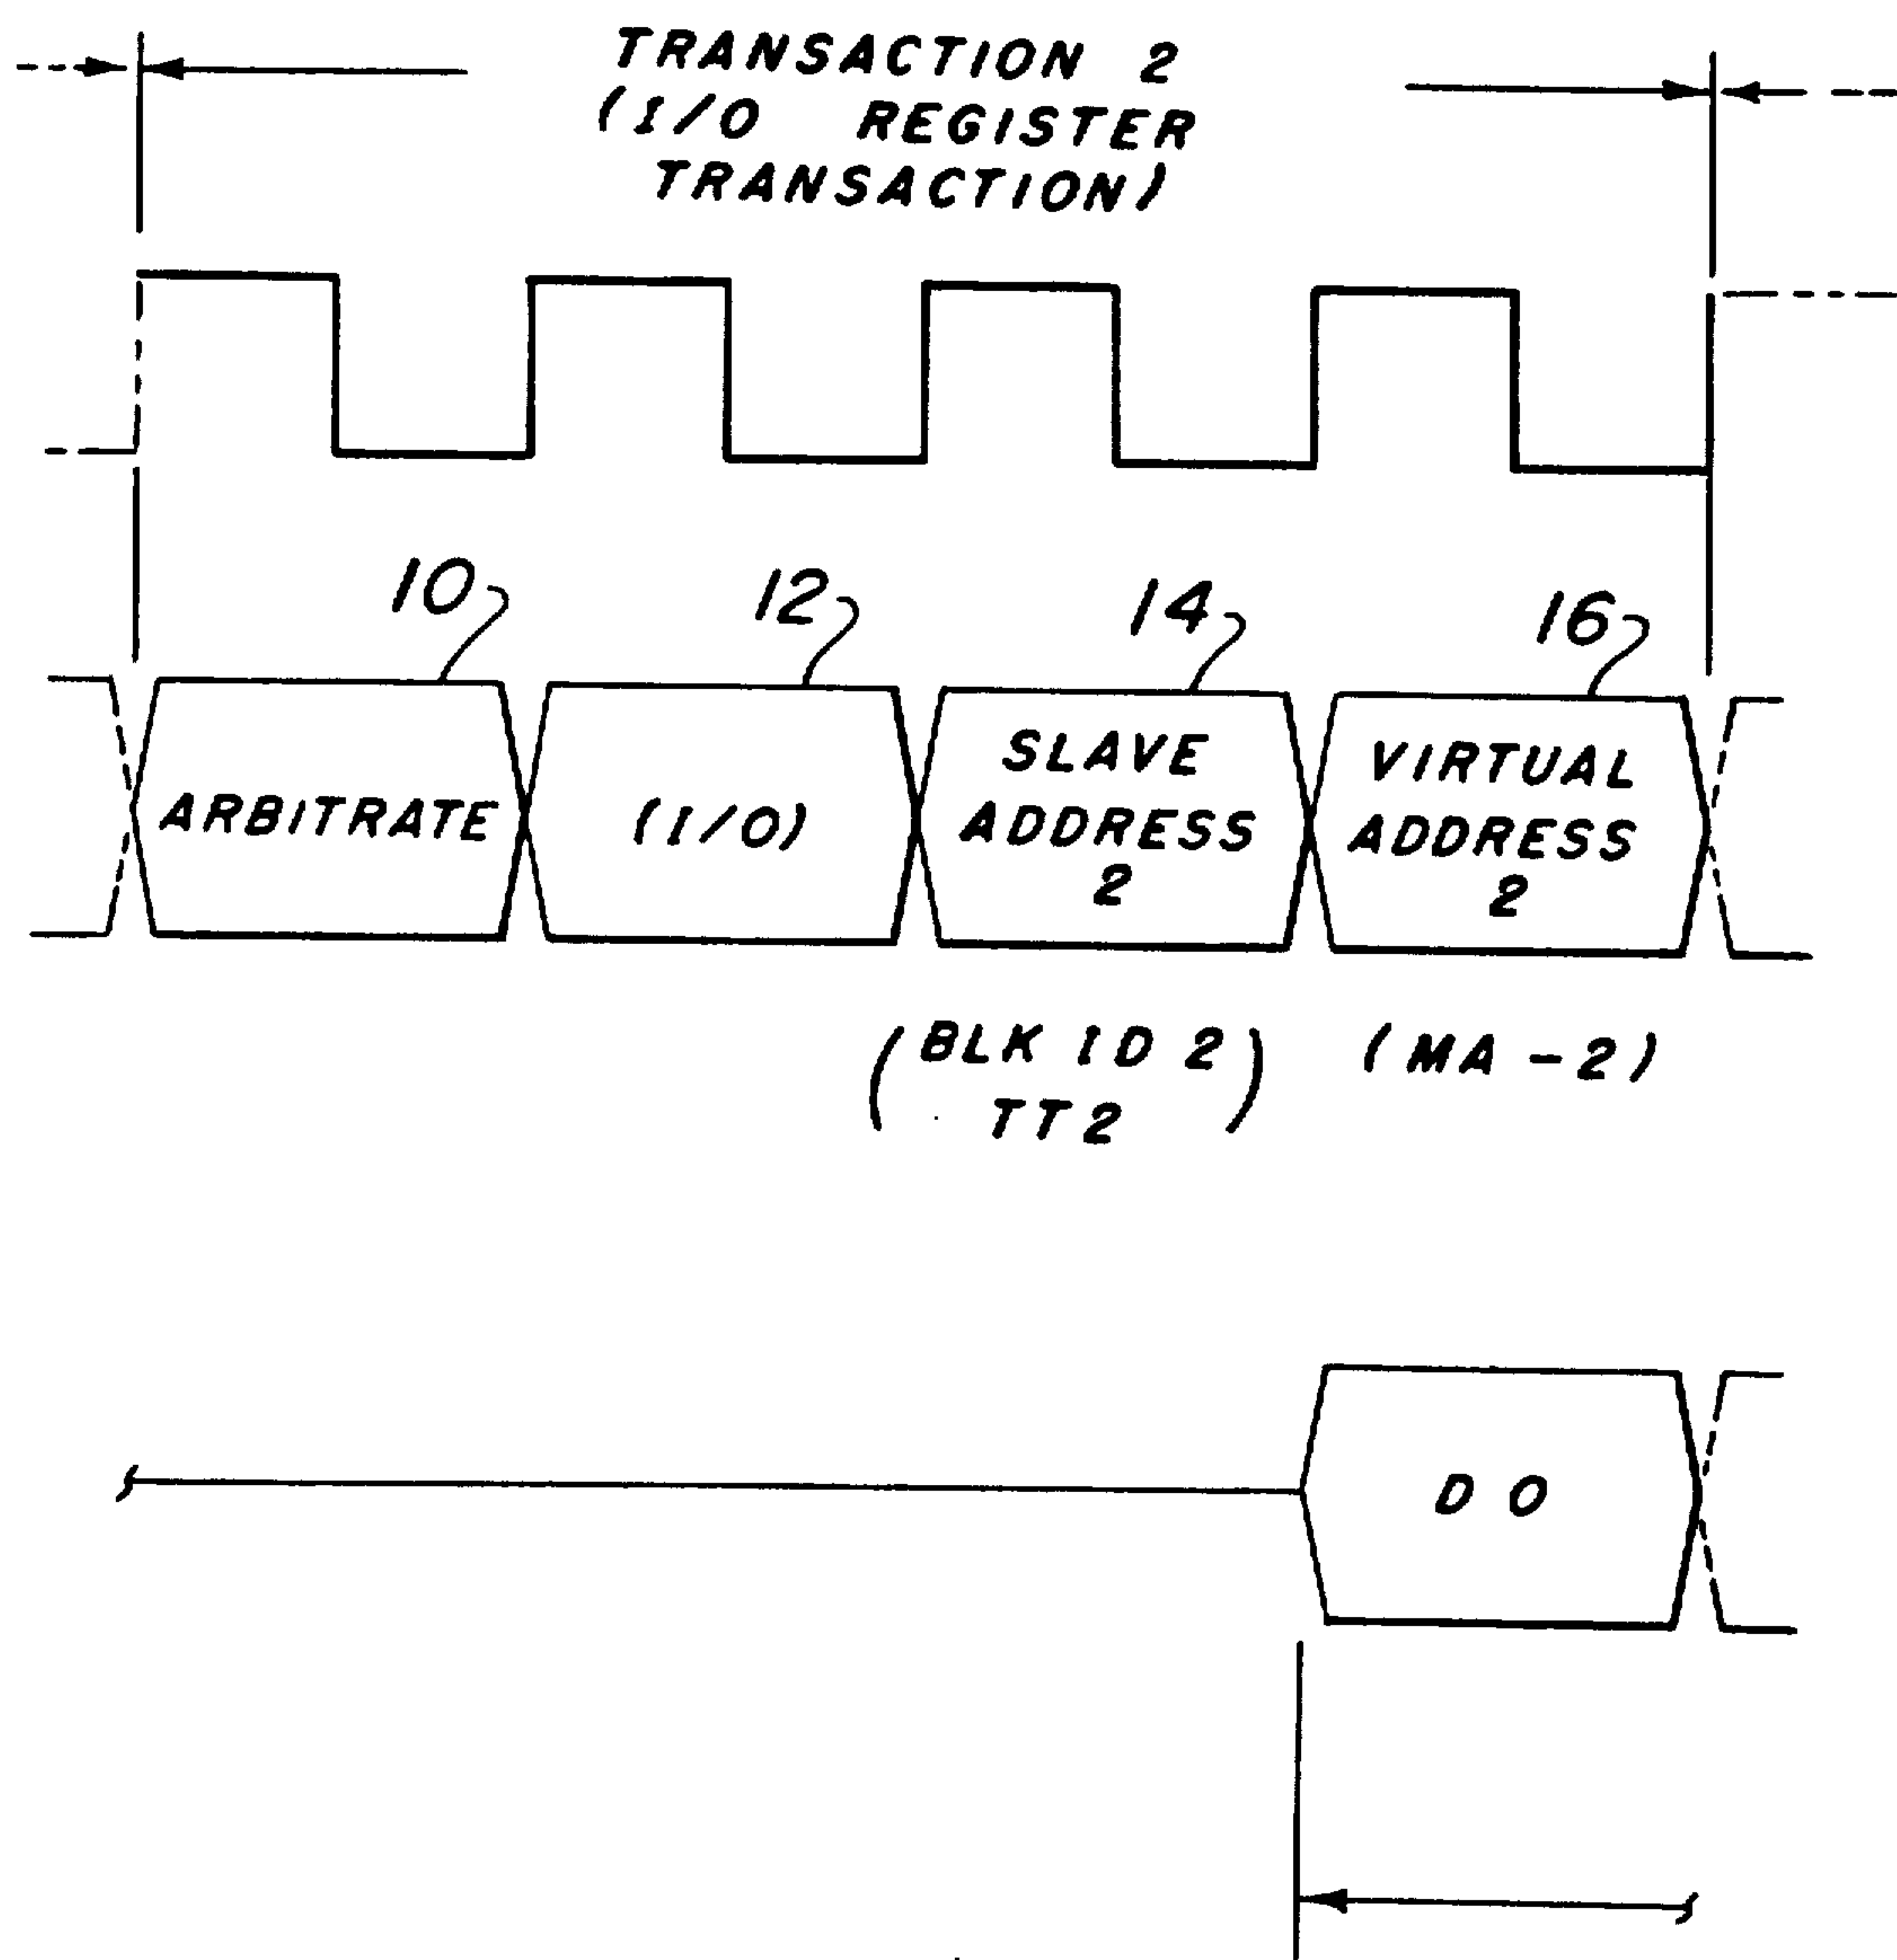 TRANSACTION 2
(I/O REGISTER
TRANSACTION)
10
12
14
16
ARBITRATE
(I/O)
SLAVE
ADDRESS
2
VIRTUAL
ADDRESS
2
(BLK ID 2
TT2)
(MA-2)
D O